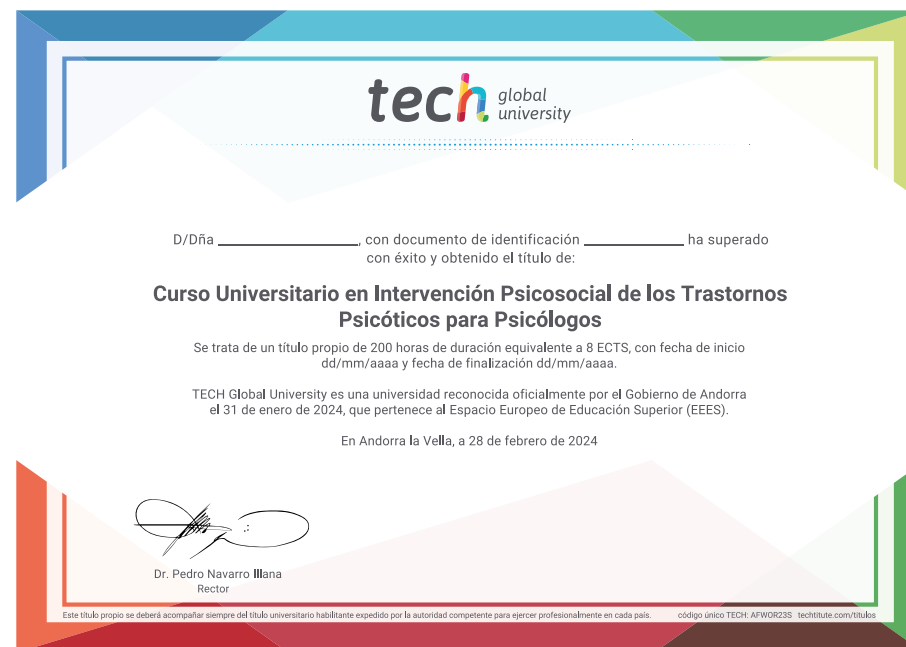 tech global university
D/Dña ____________________, con documento de identificación ______________ ha superado
con éxito y obtenido el título de:
Curso Universitario en Intervención Psicosocial de los Trastornos
Psicóticos para Psicólogos
Se trata de un título propio de 200 horas de duración equivalente a 8 ECTS, con fecha de inicio
dd/mm/aaaa y fecha de finalización dd/mm/aaaa.
TECH Global University es una universidad reconocida oficialmente por el Gobierno de Andorra
el 31 de enero de 2024, que pertenece al Espacio Europeo de Educación Superior (EEES).
En Andorra la Vella, a 28 de febrero de 2024
Dr. Pedro Navarro Illana
Rector
Este título propio se deberá acompañar siempre del título universitario habilitante expedido por la autoridad competente para ejercer profesionalmente en cada país. código único TECH: AFWOR23S techtitute.com/titulos